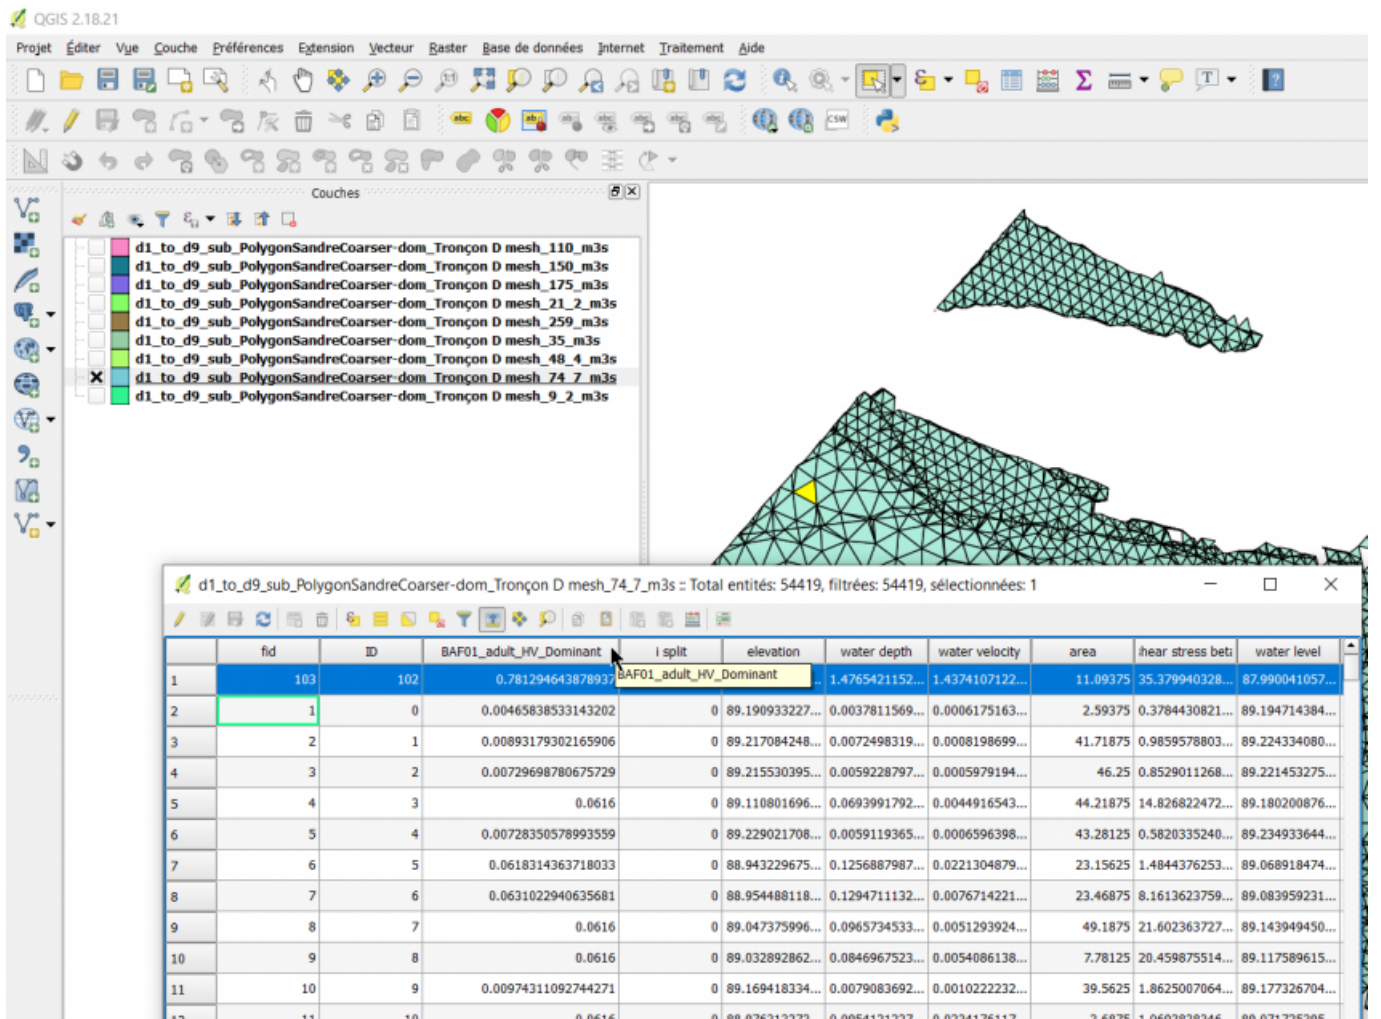 QGIS 2.18.21
Projet Éditer Vue Couche Préférences Extension Vecteur Raster Base de données Internet Traitement Aide
CSW
Couches
d1_to_d9_sub_PolygonSandreCoarser-dom_Tronçon D mesh_110_m3s
d1_to_d9_sub_PolygonSandreCoarser-dom_Tronçon D mesh_150_m3s
d1_to_d9_sub_PolygonSandreCoarser-dom_Tronçon D mesh_175_m3s
d1_to_d9_sub_PolygonSandreCoarser-dom_Tronçon D mesh_21_2_m3s
d1_to_d9_sub_PolygonSandreCoarser-dom_Tronçon D mesh_259_m3s
d1_to_d9_sub_PolygonSandreCoarser-dom_Tronçon D mesh_35_m3s
d1_to_d9_sub_PolygonSandreCoarser-dom_Tronçon D mesh_48_4_m3s
d1_to_d9_sub_PolygonSandreCoarser-dom_Tronçon D mesh_74_7_m3s
d1_to_d9_sub_PolygonSandreCoarser-dom_Tronçon D mesh_9_2_m3s
d1_to_d9_sub_PolygonSandreCoarser-dom_Tronçon D mesh_74_7_m3s :: Total entités: 54419, filtrées: 54419, sélectionnées: 1
fid ID BAF01_adult_HV_Dominant i split elevation water depth water velocity area hear stress beta water level
BAF01_adult_HV_Dominant
1 103 102 0.781294643878937 1.4765421152... 1.4374107122... 11.09375 35.379940328... 87.990041057...
2 1 0 0.00465838533143202 0 89.190933227... 0.0037811569... 0.0006175163... 2.59375 0.3784430821... 89.194714384...
3 2 1 0.00893179302165906 0 89.217084248... 0.0072498319... 0.0008198699... 41.71875 0.9859578803... 89.224334080...
4 3 2 0.00729698780675729 0 89.215530395... 0.0059228797... 0.0005979194... 46.25 0.8529011268... 89.221453275...
5 4 3 0.0616 0 89.110801696... 0.0693991792... 0.0044916543... 44.21875 14.826822472... 89.180200876...
6 5 4 0.00728350578993559 0 89.229021708... 0.0059119365... 0.0006596398... 43.28125 0.5820335240... 89.234933644...
7 6 5 0.0618314363718033 0 88.943229675... 0.1256887987... 0.0221304879... 23.15625 1.4844376253... 89.068918474...
8 7 6 0.0631022940635681 0 88.954488118... 0.1294711132... 0.0076714221... 23.46875 8.1613623759... 89.083959231...
9 8 7 0.0616 0 89.047375996... 0.0965734533... 0.0051293924... 49.1875 21.602363727... 89.143949450...
10 9 8 0.0616 0 89.032892862... 0.0846967523... 0.0054086138... 7.78125 20.459875514... 89.117589615...
11 10 9 0.00974311092744271 0 89.169418334... 0.0079083692... 0.0010222232... 39.5625 1.8625007064... 89.177326704...